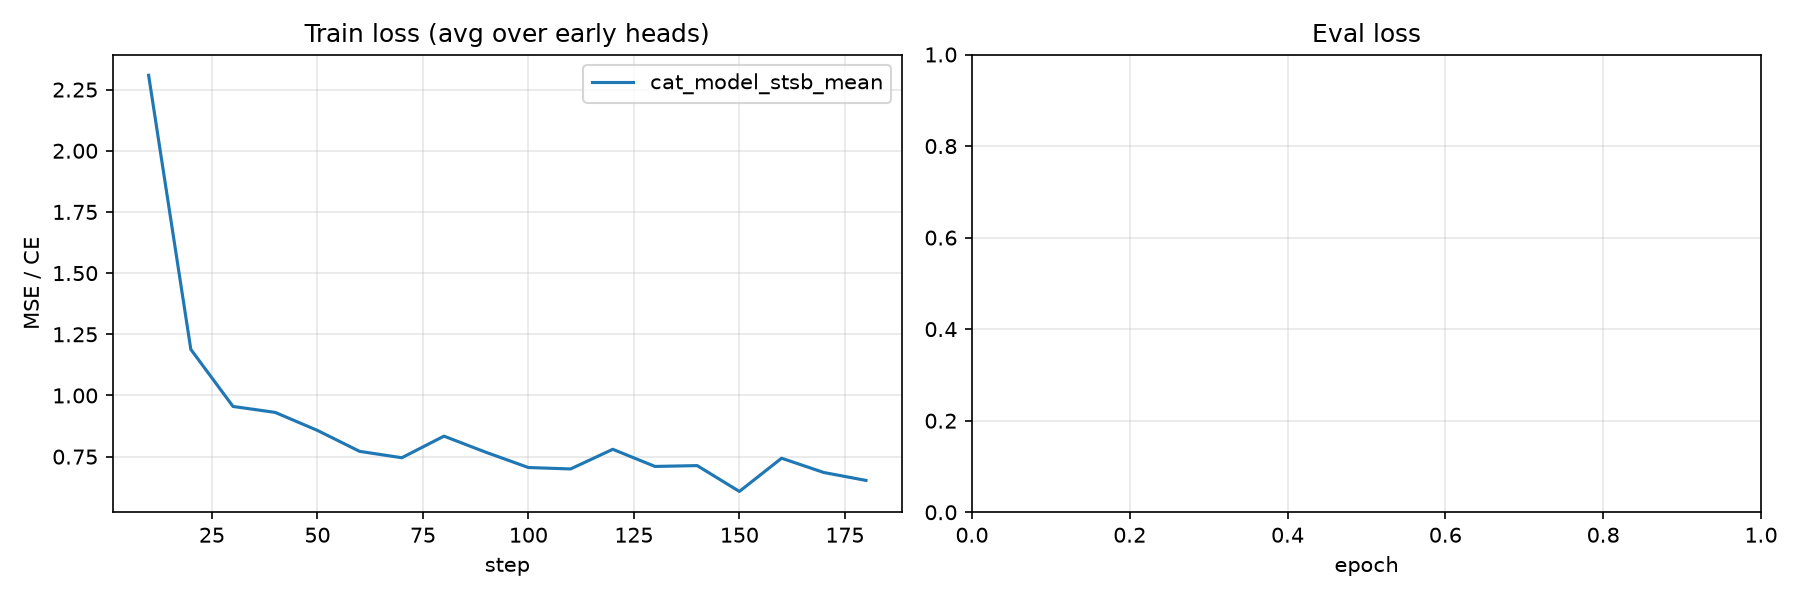 Train loss (avg over early heads)
cat_model_stsb_mean
MSE / CE
2.25
2.00
1.75
1.50
1.25
1.00
0.75
25 50 75 100 125 150 175
step
Eval loss
1.0
0.8
0.6
0.4
0.2
0.0
0.0 0.2 0.4 0.6 0.8 1.0
epoch